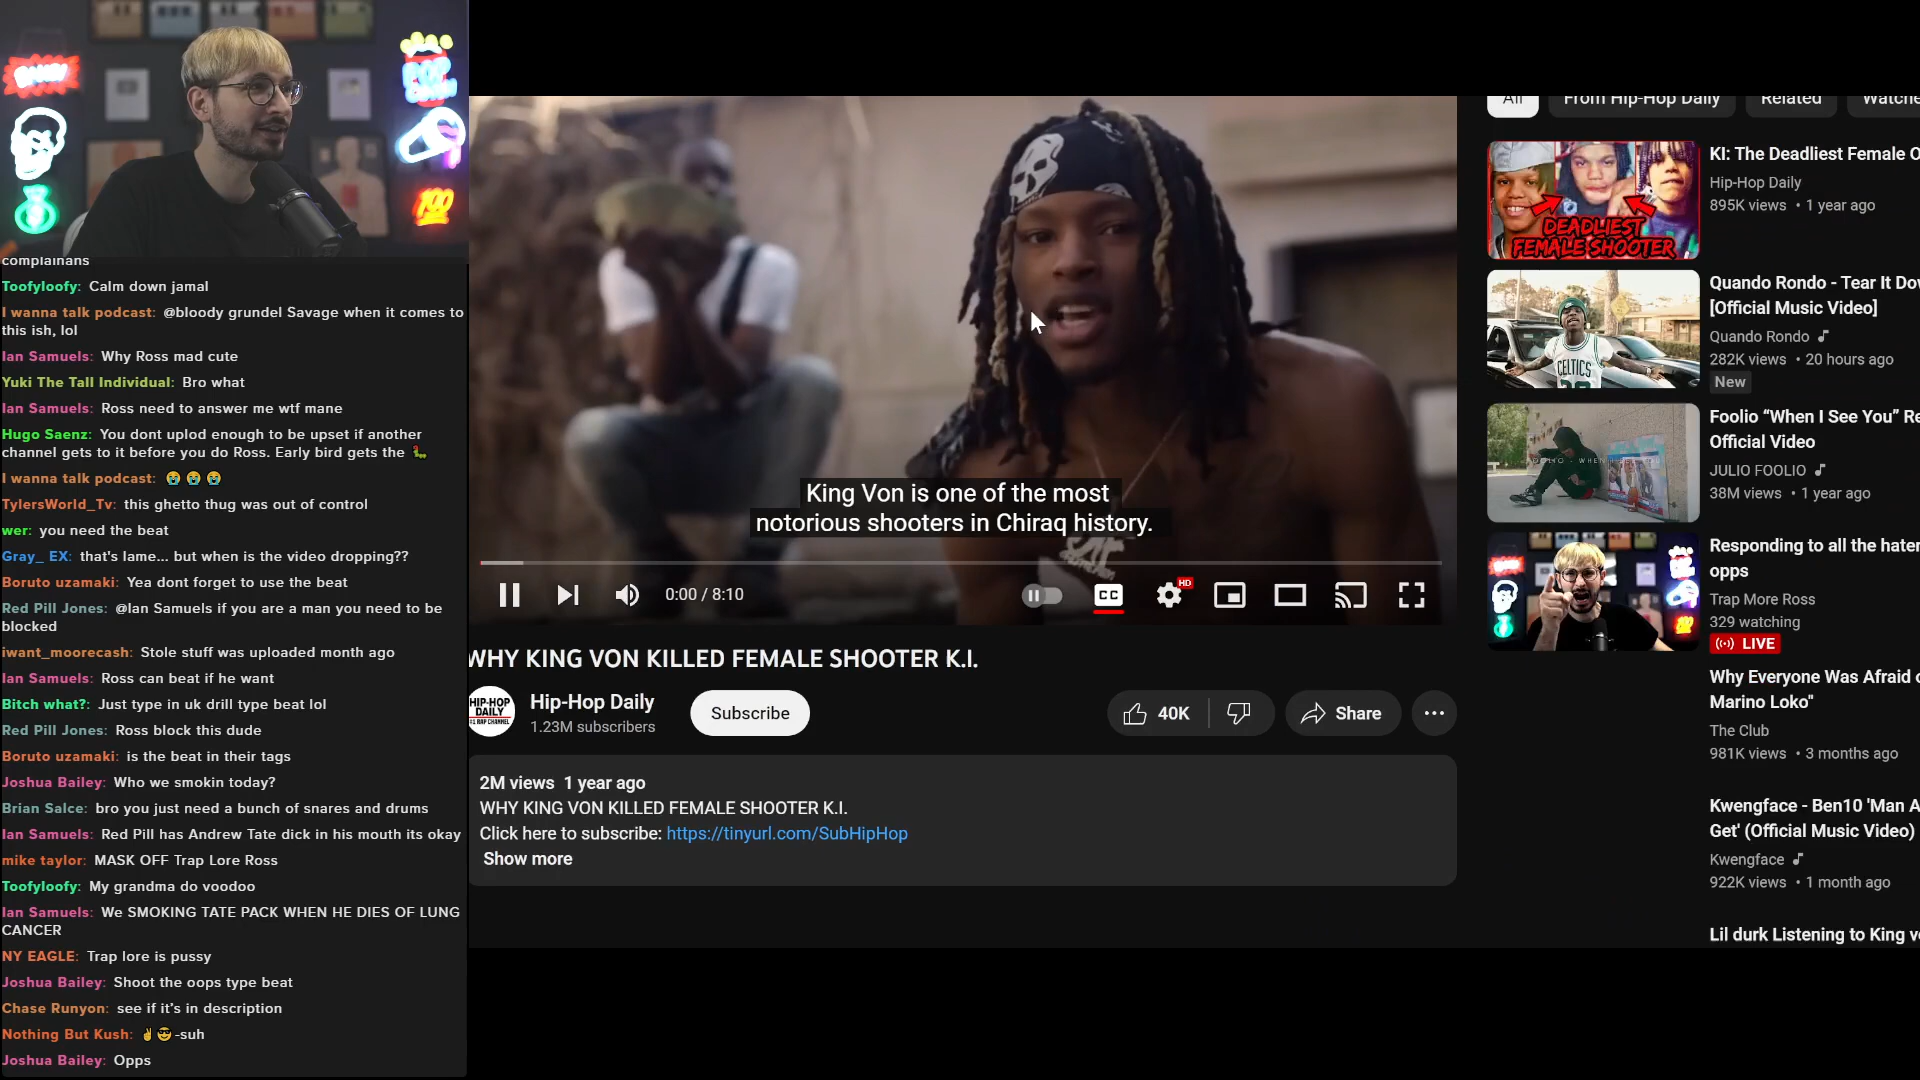 BANG
POP
DAWN
100
complainans
Toofyloofy: Calm down jamal
I wanna talk podcast: @bloody grundel Savage when it comes to
this ish, lol
Ian Samuels: Why Ross mad cute
Yuki The Tall Individual: Bro what
Ian Samuels: Ross need to answer me wtf mane
Hugo Saenz: You dont uplod enough to be upset if another
channel gets to it before you do Ross. Early bird gets the 🐛
I wanna talk podcast: 😭 😭 😭
TylersWorld_Tv: this ghetto thug was out of control
wer: you need the beat
Gray_ EX: that's lame... but when is the video dropping??
Boruto uzamaki: Yea dont forget to use the beat
Red Pill Jones: @Ian Samuels if you are a man you need to be
blocked
iwant_moorecash: Stole stuff was uploaded month ago
Ian Samuels: Ross can beat if he want
Bitch what?: Just type in uk drill type beat lol
Red Pill Jones: Ross block this dude
Boruto uzamaki: is the beat in their tags
Joshua Bailey: Who we smokin today?
Brian Salce: bro you just need a bunch of snares and drums
Ian Samuels: Red Pill has Andrew Tate dick in his mouth its okay
mike taylor: MASK OFF Trap Lore Ross
Toofyloofy: My grandma do voodoo
Ian Samuels: We SMOKING TATE PACK WHEN HE DIES OF LUNG
CANCER
NY EAGLE: Trap lore is pussy
Joshua Bailey: Shoot the oops type beat
Chase Runyon: see if it's in description
Nothing But Kush: ✌😎-suh
Joshua Bailey: Opps
King Von is one of the most
notorious shooters in Chiraq history.
0:00 / 8:10
CC
HD
WHY KING VON KILLED FEMALE SHOOTER K.I.
HIP-HOP
DAILY
#1 RAP CHANNEL
Hip-Hop Daily
1.23M subscribers
Subscribe
40K
Share
2M views 1 year ago
WHY KING VON KILLED FEMALE SHOOTER K.I.
Click here to subscribe: https://tinyurl.com/SubHipHop
Show more
All
From Hip-Hop Daily
Related
Watche
DEADLIEST
FEMALE SHOOTER
KI: The Deadliest Female O
Hip-Hop Daily
895K views • 1 year ago
CELTICS
Quando Rondo - Tear It Dow
[Official Music Video]
Quando Rondo
282K views • 20 hours ago
New
Foolio “When I See You” Re
Official Video
JULIO FOOLIO
38M views • 1 year ago
Responding to all the hater
opps
Trap More Ross
329 watching
LIVE
Why Everyone Was Afraid o
Marino Loko"
The Club
981K views • 3 months ago
Kwengface - Ben10 'Man A
Get' (Official Music Video)
Kwengface
922K views • 1 month ago
Lil durk Listening to King v